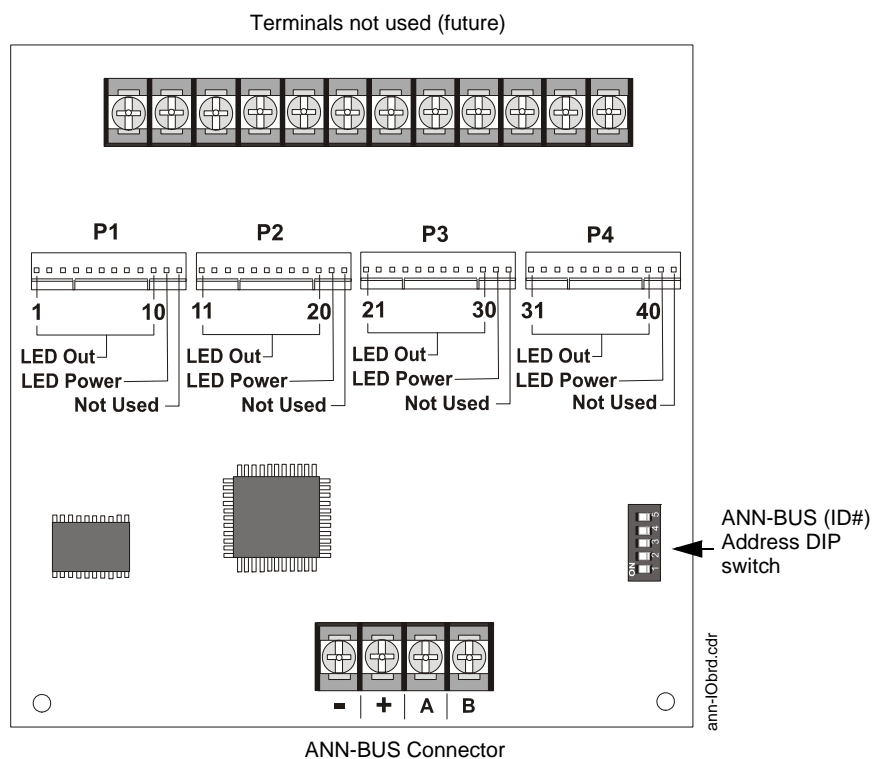 Terminals not used (future)
P1 P2 P3 P4
1 10 11 20 21 30 31 40
LED Out LED Out LED Out LED Out
LED Power LED Power LED Power LED Power
Not Used Not Used Not Used Not Used
ANN-BUS (ID#)
Address DIP
switch
ON 1 2 3 4 5
- + A B
ann-IObrd.cdr
ANN-BUS Connector